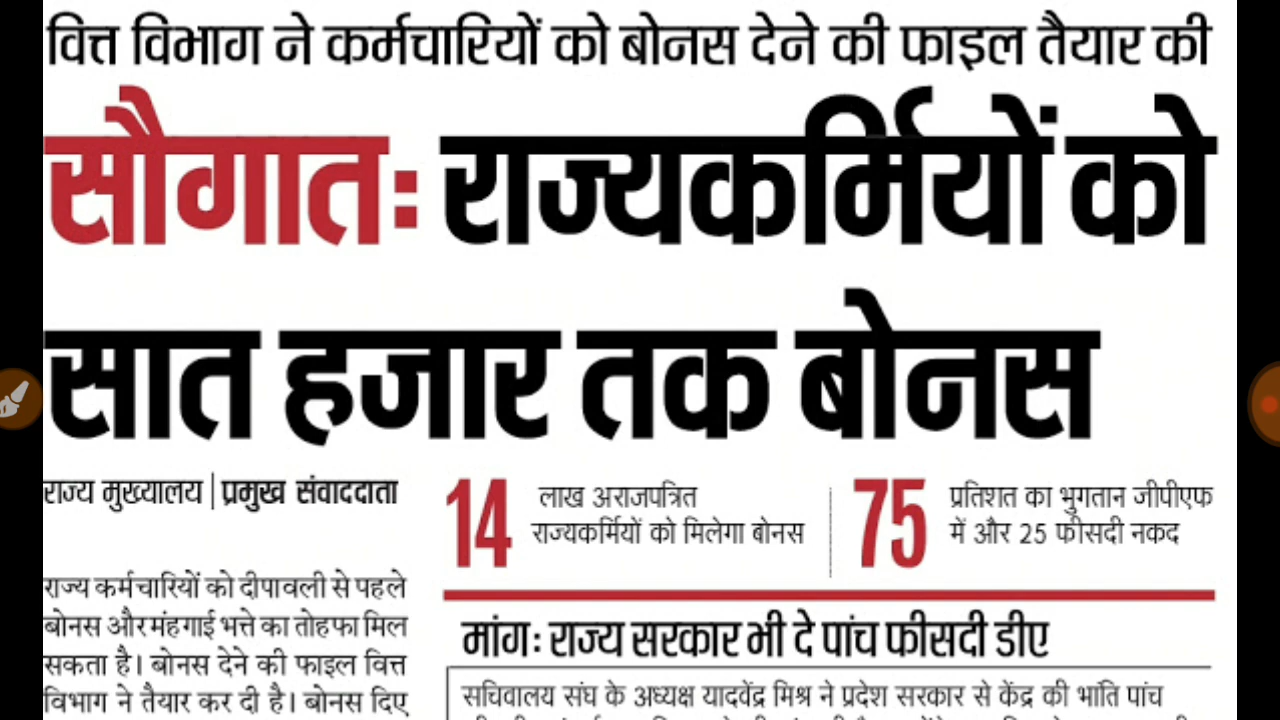 वित्त विभाग ने कर्मचारियों को बोनस देने की फाइल तैयार की
सौगातः राज्यकर्मियों को
सात हजार तक बोनस
राज्य मुख्यालय | प्रमुख संवाददाता
राज्य कर्मचारियों को दीपावली से पहले
बोनस और मंहगाई भत्ते का तोहफा मिल
सकता है। बोनस देने की फाइल वित्त
विभाग ने तैयार कर दी है। बोनस दिए
14 लाख अराजपत्रित
राज्यकर्मियों को मिलेगा बोनस
75 प्रतिशत का भुगतान जीपीएफ
में और 25 फीसदी नकद
मांगः राज्य सरकार भी दे पांच फीसदी डीए
सचिवालय संघ के अध्यक्ष यादवेंद्र मिश्र ने प्रदेश सरकार से केंद्र की भांति पांच